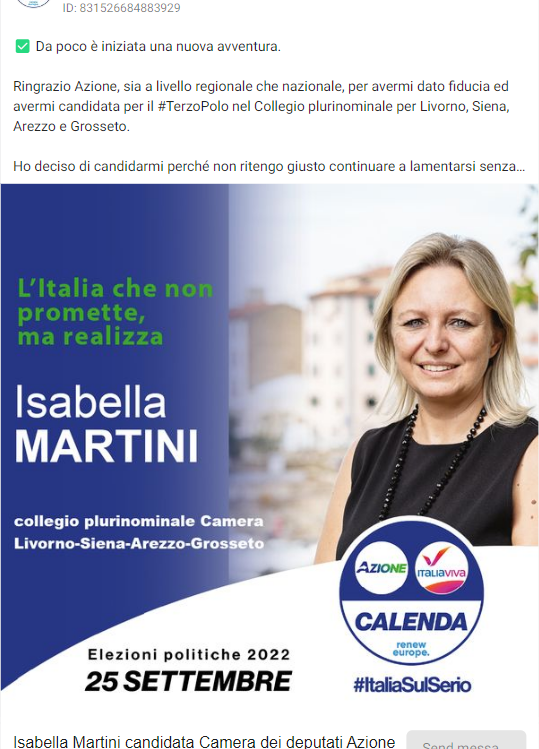 ID: 831526684883929
✅ Da poco è iniziata una nuova avventura.
Ringrazio Azione, sia a livello regionale che nazionale, per avermi dato fiducia ed
avermi candidata per il #TerzoPolo nel Collegio plurinominale per Livorno, Siena,
Arezzo e Grosseto.
Ho deciso di candidarmi perché non ritengo giusto continuare a lamentarsi senza...
L'Italia che non
promette,
ma realizza
Isabella
MARTINI
collegio plurinominale Camera
Livorno-Siena-Arezzo-Grosseto
AZIONE
ITALIAVIVA
CALENDA
renew
europe.
Elezioni politiche 2022
25 SETTEMBRE
#ItaliaSulSerio
Isabella Martini candidata Camera dei deputati Azione
Send messa